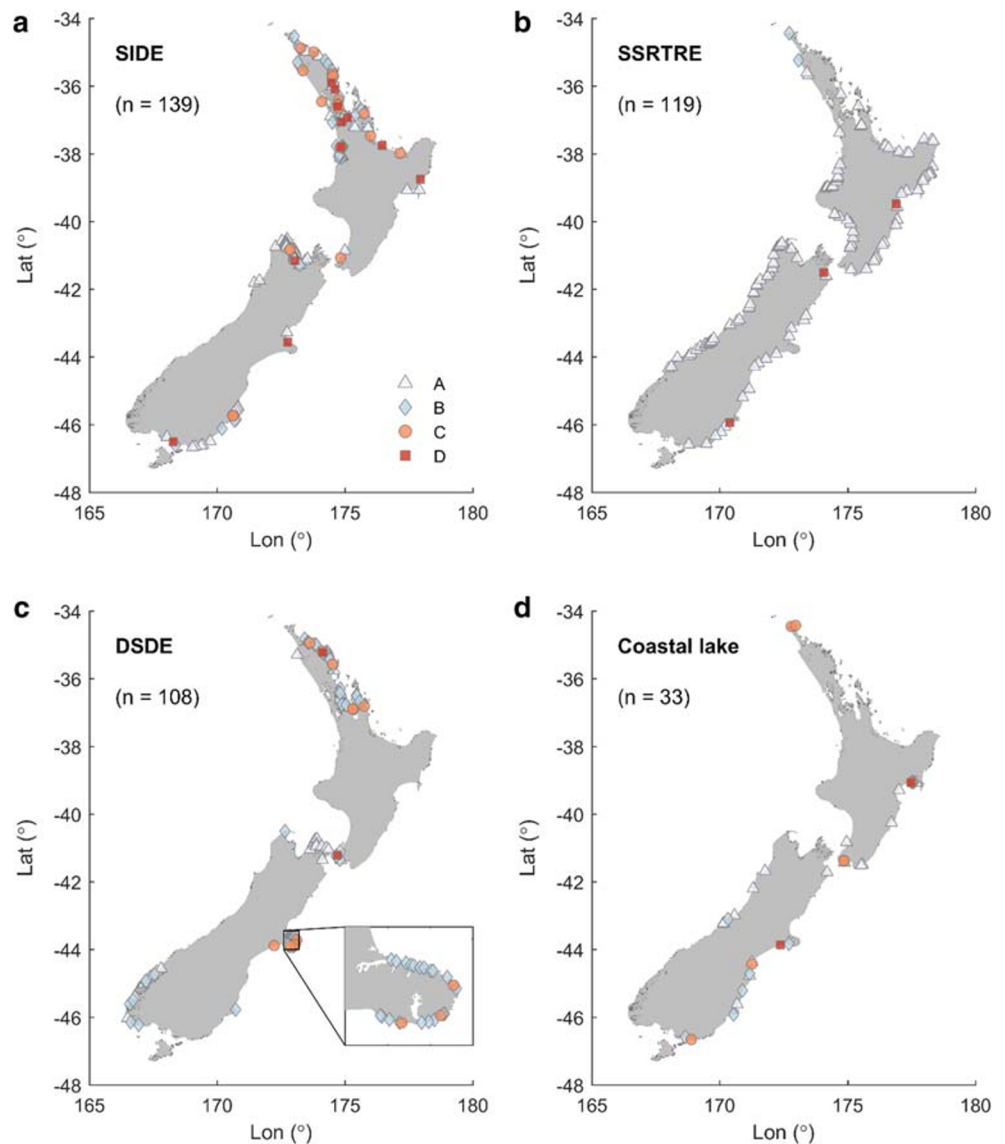 a
SIDE
(n = 139)
-34
-36
-38
-40
-42
-44
-46
-48
Lat (°)
165
170
175
180
Lon (°)
A
B
C
D
b
SSRTRE
(n = 119)
-34
-36
-38
-40
-42
-44
-46
-48
Lat (°)
165
170
175
180
Lon (°)
c
DSDE
(n = 108)
-34
-36
-38
-40
-42
-44
-46
-48
Lat (°)
165
170
175
180
Lon (°)
d
Coastal lake
(n = 33)
-34
-36
-38
-40
-42
-44
-46
-48
Lat (°)
165
170
175
180
Lon (°)